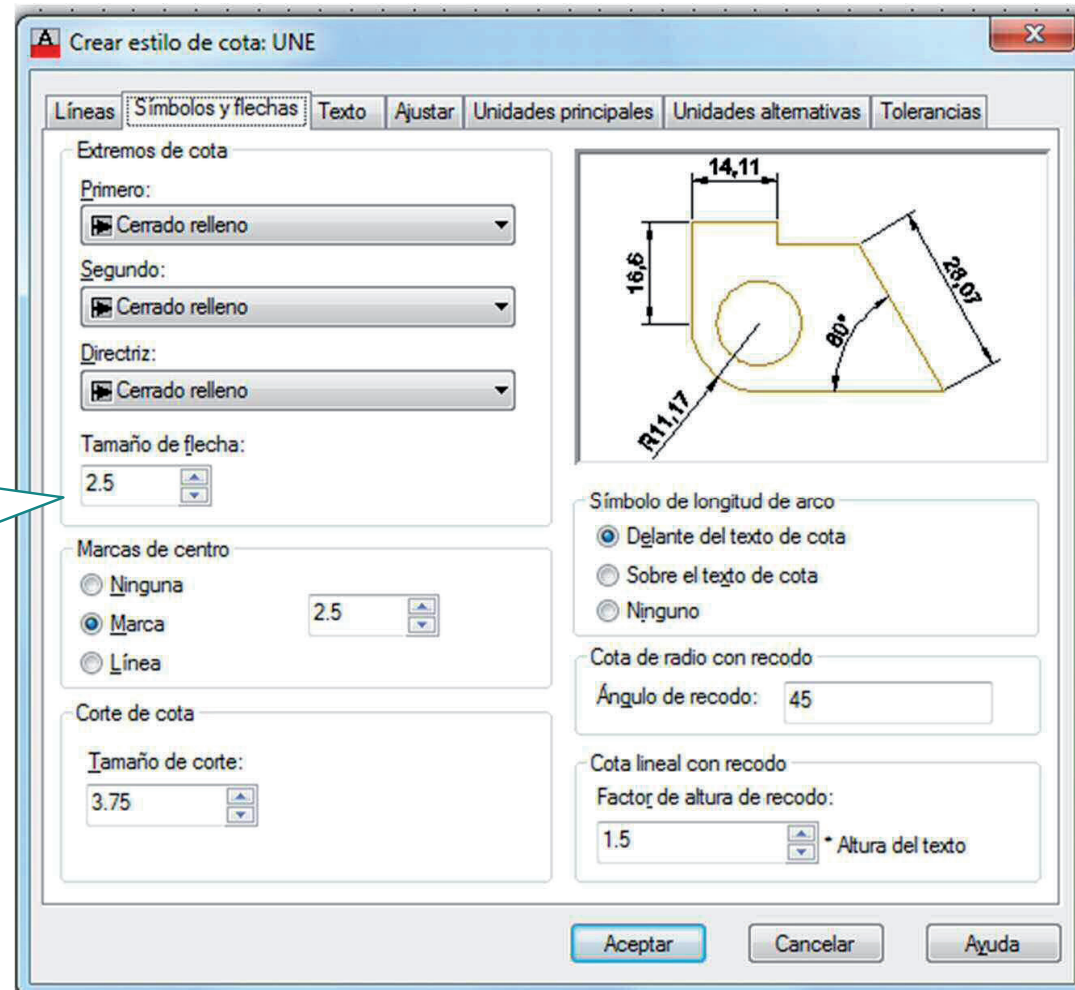 Crear estilo de cota: UNE
Líneas Símbolos y flechas Texto Ajustar Unidades principales Unidades alternativas Tolerancias
Extremos de cota
Primero:
Cerrado relleno
Segundo:
Cerrado relleno
Directriz:
Cerrado relleno
Tamaño de flecha:
2.5
Marcas de centro
Ninguna
Marca
2.5
Línea
Corte de cota
Tamaño de corte:
3.75
14,11
16,6
28,07
60°
R11,17
Símbolo de longitud de arco
Delante del texto de cota
Sobre el texto de cota
Ninguno
Cota de radio con recodo
Ángulo de recodo: 45
Cota lineal con recodo
Factor de altura de recodo:
1.5 * Altura del texto
Aceptar Cancelar Ayuda